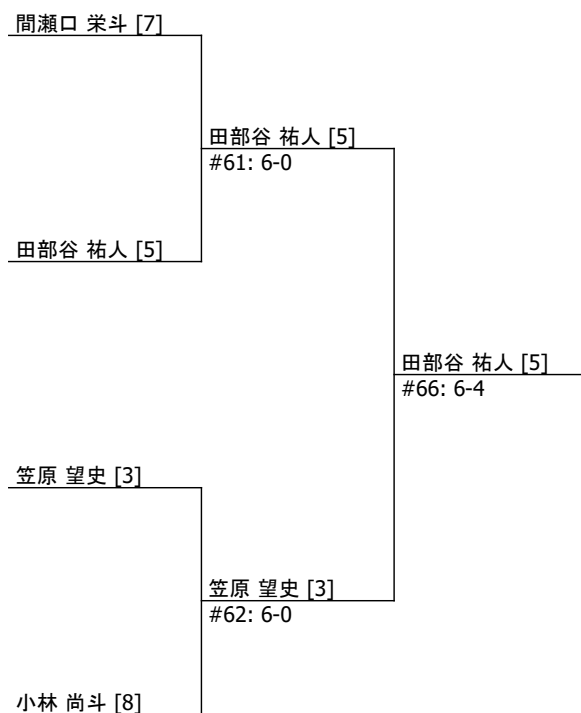 間瀬口 栄斗 [7]
田部谷 祐人 [5]
#61: 6-0
田部谷 祐人 [5]
田部谷 祐人 [5]
#66: 6-4
笠原 望史 [3]
笠原 望史 [3]
#62: 6-0
小林 尚斗 [8]